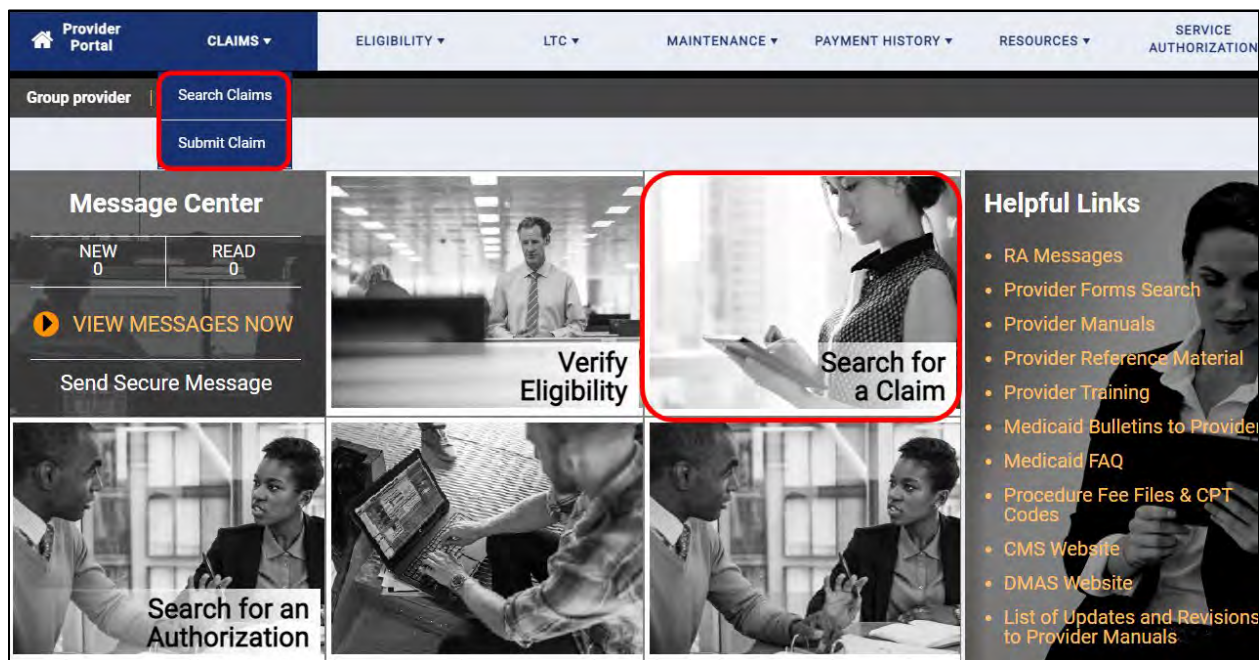 Provider
Portal
CLAIMS ▾
ELIGIBILITY ▾
LTC ▾
MAINTENANCE ▾
PAYMENT HISTORY ▾
RESOURCES ▾
SERVICE
AUTHORIZATION
Group provider |
Search Claims
Submit Claim
Message Center
NEW
0
READ
0
VIEW MESSAGES NOW
Send Secure Message
Verify
Eligibility
Search for
a Claim
Helpful Links
• RA Messages
• Provider Forms Search
• Provider Manuals
• Provider Reference Material
• Provider Training
• Medicaid Bulletins to Provider
• Medicaid FAQ
• Procedure Fee Files & CPT
Codes
• CMS Website
• DMAS Website
• List of Updates and Revisions
to Provider Manuals
Search for an
Authorization